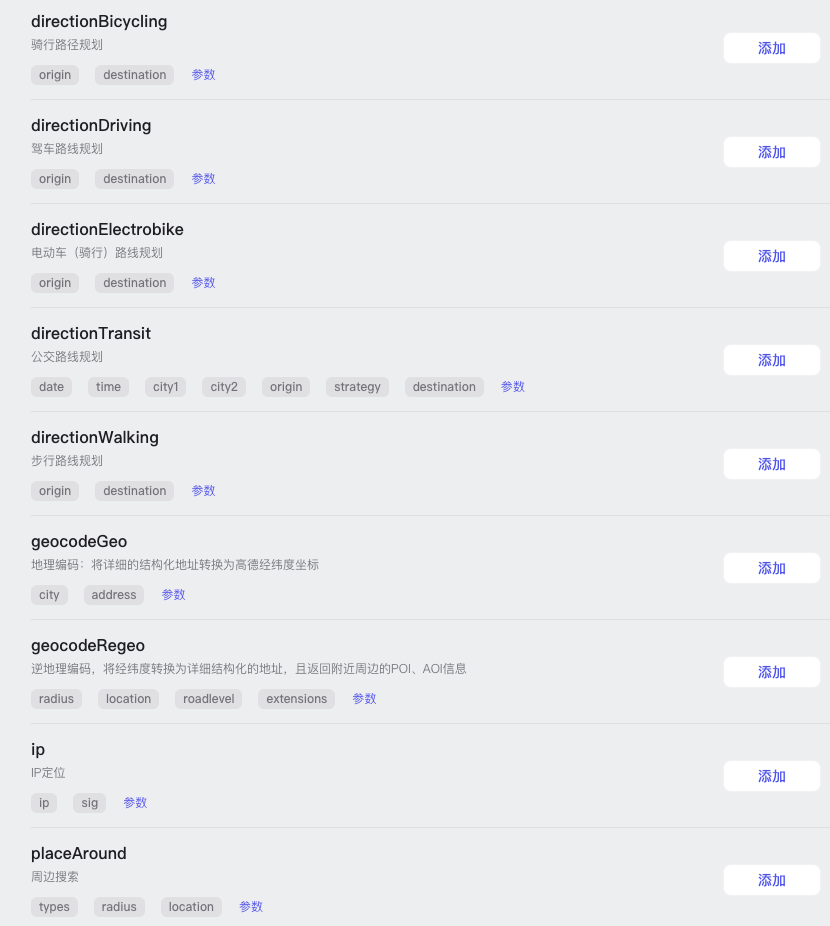 directionBicycling
骑行路径规划
添加
origin destination 参数
directionDriving
驾车路线规划
添加
origin destination 参数
directionElectrobike
电动车（骑行）路线规划
添加
origin destination 参数
directionTransit
公交路线规划
添加
date time city1 city2 origin strategy destination 参数
directionWalking
步行路线规划
添加
origin destination 参数
geocodeGeo
地理编码：将详细的结构化地址转换为高德经纬度坐标
添加
city address 参数
geocodeRegeo
逆地理编码，将经纬度转换为详细结构化的地址，且返回附近周边的POI、AOI信息
添加
radius location roadlevel extensions 参数
ip
IP定位
添加
ip sig 参数
placeAround
周边搜索
添加
types radius location 参数